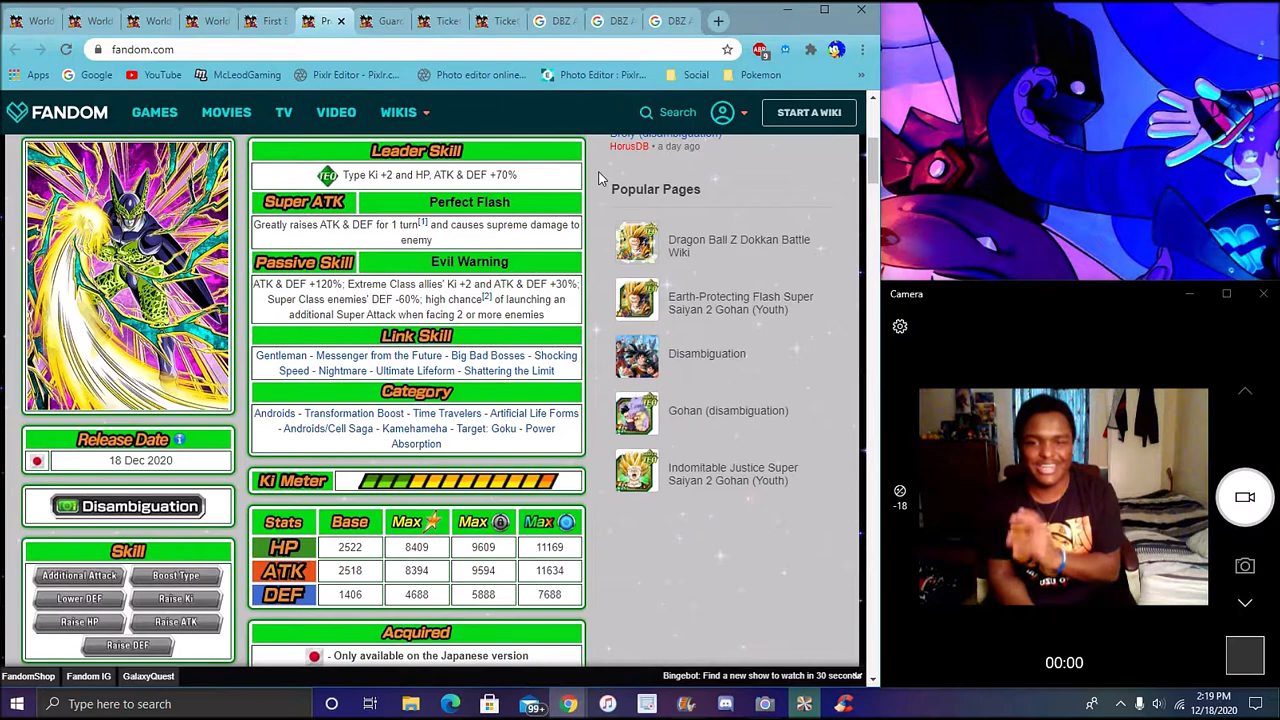 World
World
World
World
First E
Pr
Guar
Ticket
Ticket
DBZ A
DBZ A
DBZ A
fandom.com
Apps
Google
YouTube
McLeodGaming
Pixlr Editor - Pixlr.c...
Photo editor online...
Photo Editor : Pixlr...
Social
Pokemon
»
FANDOM
GAMES
MOVIES
TV
VIDEO
WIKIS
Search
START A WIKI
Leader Skill
TEQ Type Ki +2 and HP, ATK & DEF +70%
Super ATK
Perfect Flash
Greatly raises ATK & DEF for 1 turn[1] and causes supreme damage to
enemy
Passive Skill
Evil Warning
ATK & DEF +120%; Extreme Class allies' Ki +2 and ATK & DEF +30%;
Super Class enemies' DEF -60%; high chance[2] of launching an
additional Super Attack when facing 2 or more enemies
Link Skill
Gentleman - Messenger from the Future - Big Bad Bosses - Shocking
Speed - Nightmare - Ultimate Lifeform - Shattering the Limit
Category
Androids - Transformation Boost - Time Travelers - Artificial Life Forms
- Androids/Cell Saga - Kamehameha - Target: Goku - Power
Absorption
Ki Meter
Stats Base Max Max Max
HP 2522 8409 9609 11169
ATK 2518 8394 9594 11634
DEF 1406 4688 5888 7688
Acquired
- Only available on the Japanese version
Release Date
18 Dec 2020
Disambiguation
Skill
Additional Attack
Boost Type
Lower DEF
Raise Ki
Raise HP
Raise ATK
Raise DEF
Broly (disambiguation)
HorusDB • a day ago
Popular Pages
Dragon Ball Z Dokkan Battle
Wiki
Earth-Protecting Flash Super
Saiyan 2 Gohan (Youth)
Disambiguation
Gohan (disambiguation)
Indomitable Justice Super
Saiyan 2 Gohan (Youth)
FandomShop
Fandom IG
GalaxyQuest
Bingebot: Find a new show to watch in 30 seconds
Camera
-18
00:00
Type here to search
99+
2:19 PM
12/18/2020